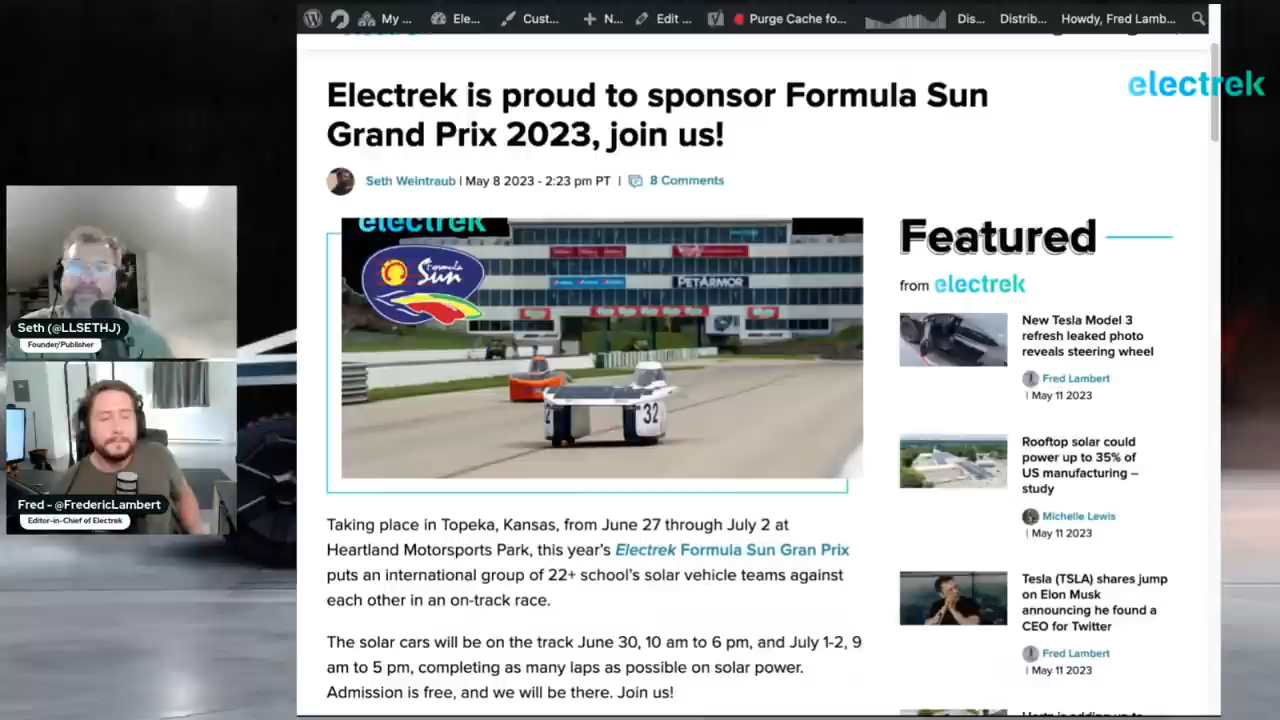 My ...
Ele...
Cust...
N...
Edit ...
Purge Cache fo...
Dis...
Distrib...
Howdy, Fred Lamb...
electrek
Electrek is proud to sponsor Formula Sun
Grand Prix 2023, join us!
Seth Weintraub | May 8 2023 - 2:23 pm PT | 8 Comments
electrek
Formula
Sun
PETARMOR
32
Featured
from electrek
New Tesla Model 3
refresh leaked photo
reveals steering wheel
Fred Lambert
| May 11 2023
Rooftop solar could
power up to 35% of
US manufacturing –
study
Michelle Lewis
| May 11 2023
Tesla (TSLA) shares jump
on Elon Musk
announcing he found a
CEO for Twitter
Fred Lambert
| May 11 2023
Taking place in Topeka, Kansas, from June 27 through July 2 at
Heartland Motorsports Park, this year's Electrek Formula Sun Gran Prix
puts an international group of 22+ school's solar vehicle teams against
each other in an on-track race.
The solar cars will be on the track June 30, 10 am to 6 pm, and July 1-2, 9
am to 5 pm, completing as many laps as possible on solar power.
Admission is free, and we will be there. Join us!
Seth (@LLSETHJ)
Founder/Publisher
Fred - @FredericLambert
Editor-in-Chief of Electrek